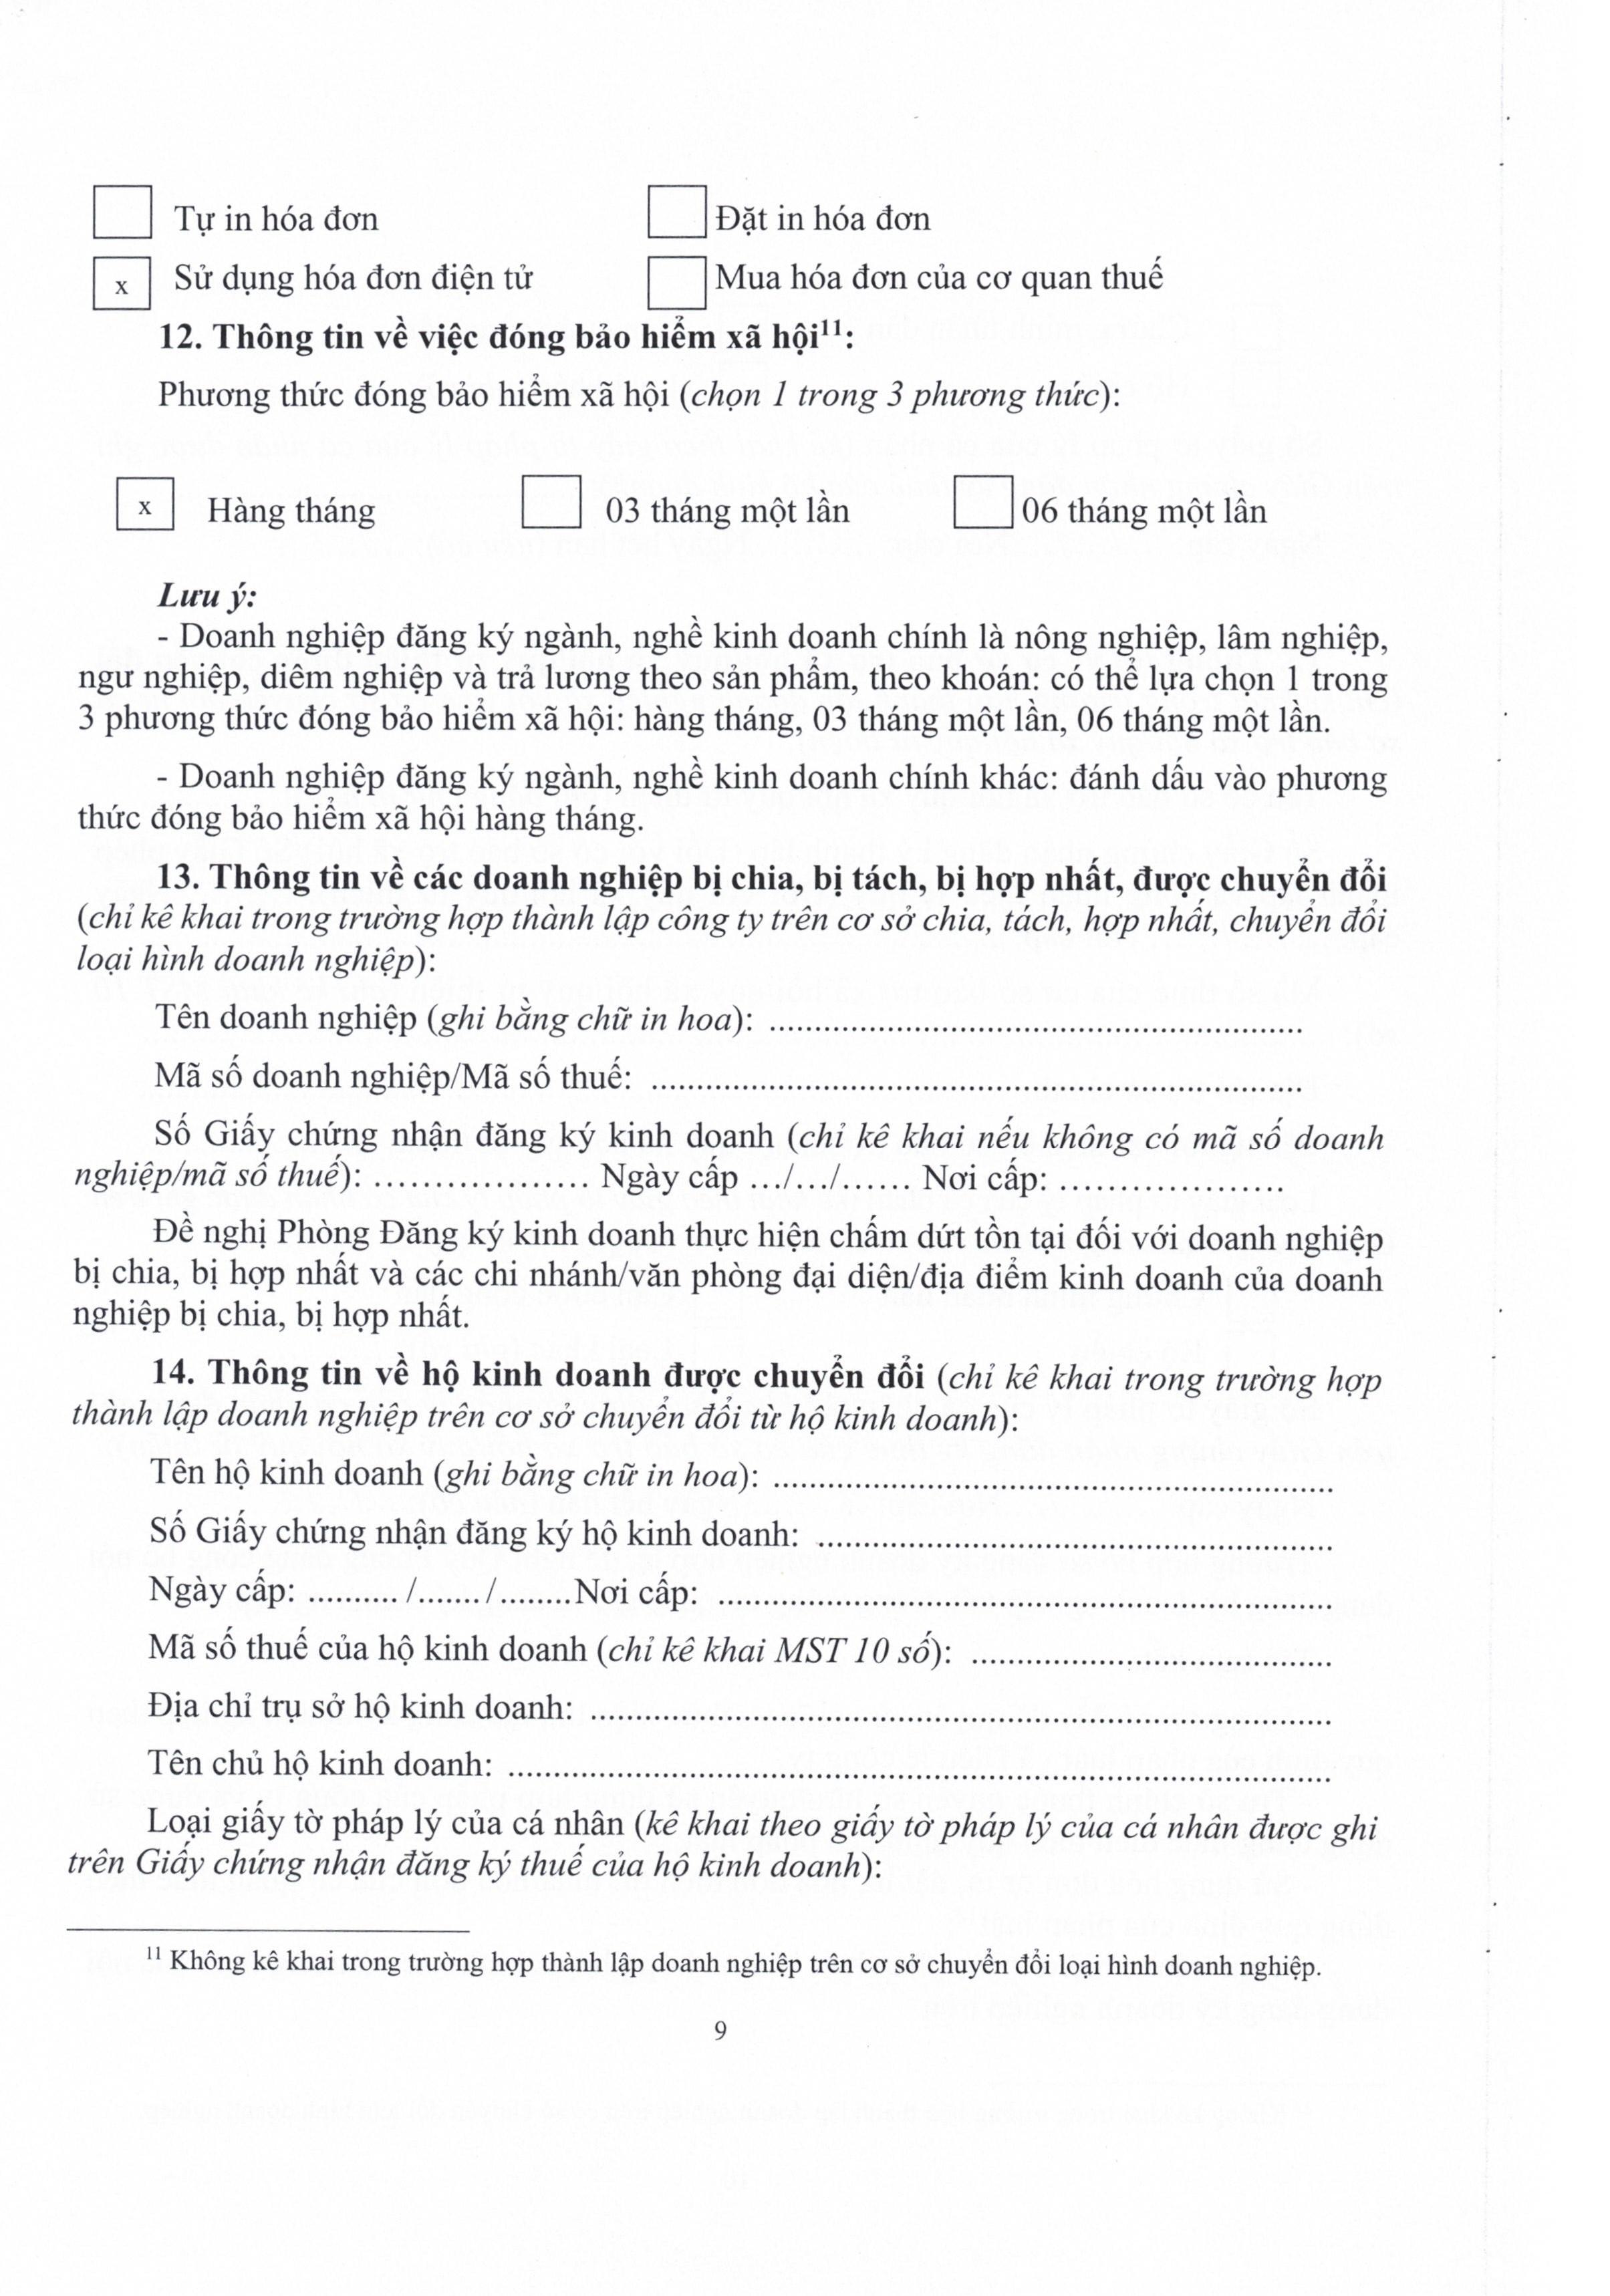 Tự in hóa đơn Đặt in hóa đơn
x Sử dụng hóa đơn điện tử Mua hóa đơn của cơ quan thuế
12. Thông tin về việc đóng bảo hiểm xã hội11:
Phương thức đóng bảo hiểm xã hội (chọn 1 trong 3 phương thức):
x Hàng tháng 03 tháng một lần 06 tháng một lần
Lưu ý:
- Doanh nghiệp đăng ký ngành, nghề kinh doanh chính là nông nghiệp, lâm nghiệp,
ngư nghiệp, diêm nghiệp và trả lương theo sản phẩm, theo khoán: có thể lựa chọn 1 trong
3 phương thức đóng bảo hiểm xã hội: hàng tháng, 03 tháng một lần, 06 tháng một lần.
- Doanh nghiệp đăng ký ngành, nghề kinh doanh chính khác: đánh dấu vào phương
thức đóng bảo hiểm xã hội hàng tháng.
13. Thông tin về các doanh nghiệp bị chia, bị tách, bị hợp nhất, được chuyển đổi
(chỉ kê khai trong trường hợp thành lập công ty trên cơ sở chia, tách, hợp nhất, chuyển đổi
loại hình doanh nghiệp):
Tên doanh nghiệp (ghi bằng chữ in hoa): ..........................................................
Mã số doanh nghiệp/Mã số thuế: ......................................................................
Số Giấy chứng nhận đăng ký kinh doanh (chỉ kê khai nếu không có mã số doanh
nghiệp/mã số thuế): .................. Ngày cấp .../.../...... Nơi cấp: ...................
Đề nghị Phòng Đăng ký kinh doanh thực hiện chấm dứt tồn tại đối với doanh nghiệp
bị chia, bị hợp nhất và các chi nhánh/văn phòng đại diện/địa điểm kinh doanh của doanh
nghiệp bị chia, bị hợp nhất.
14. Thông tin về hộ kinh doanh được chuyển đổi (chỉ kê khai trong trường hợp
thành lập doanh nghiệp trên cơ sở chuyển đổi từ hộ kinh doanh):
Tên hộ kinh doanh (ghi bằng chữ in hoa): .............................................................
Số Giấy chứng nhận đăng ký hộ kinh doanh: ........................................................
Ngày cấp: .......... /....... /........Nơi cấp: ...................................................................
Mã số thuế của hộ kinh doanh (chỉ kê khai MST 10 số): .......................................
Địa chỉ trụ sở hộ kinh doanh: .................................................................................
Tên chủ hộ kinh doanh: ..........................................................................................
Loại giấy tờ pháp lý của cá nhân (kê khai theo giấy tờ pháp lý của cá nhân được ghi
trên Giấy chứng nhận đăng ký thuế của hộ kinh doanh):
11 Không kê khai trong trường hợp thành lập doanh nghiệp trên cơ sở chuyển đổi loại hình doanh nghiệp.
9